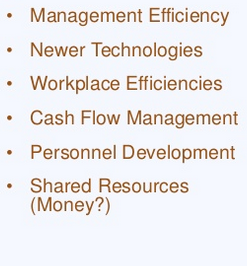 • Management Efficiency
• Newer Technologies
• Workplace Efficiencies
• Cash Flow Management
• Personnel Development
• Shared Resources
(Money?)